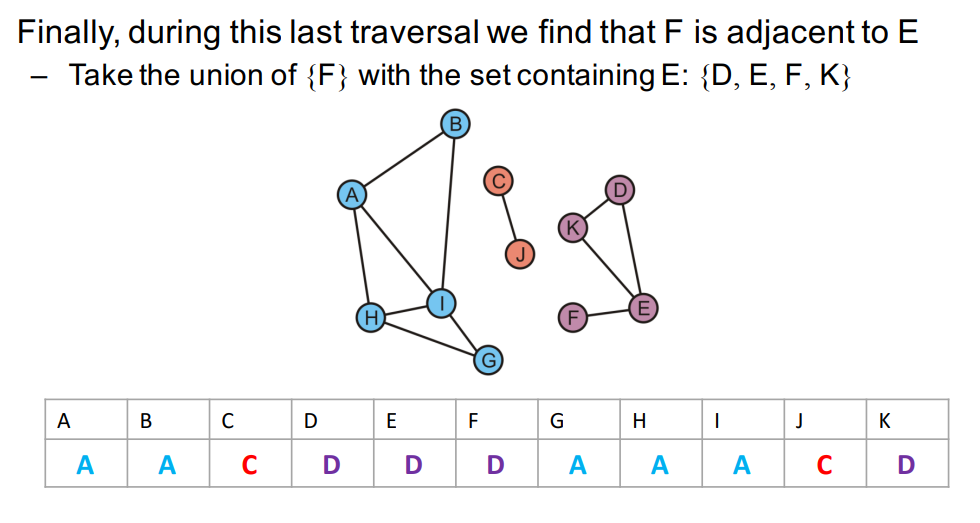 Finally, during this last traversal we find that F is adjacent to E
– Take the union of {F} with the set containing E: {D, E, F, K}
B
A
C
D
K
J
I
H
F
E
G
A B C D E F G H I J K
A A C D D D A A A C D